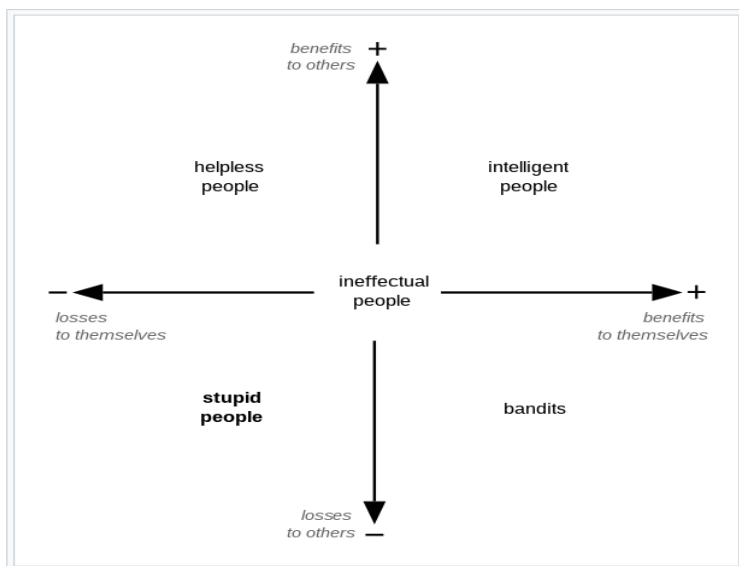 benefits
to others
+
helpless
people
intelligent
people
ineffectual
people
−
+
losses
to themselves
benefits
to themselves
stupid
people
bandits
losses
to others
−